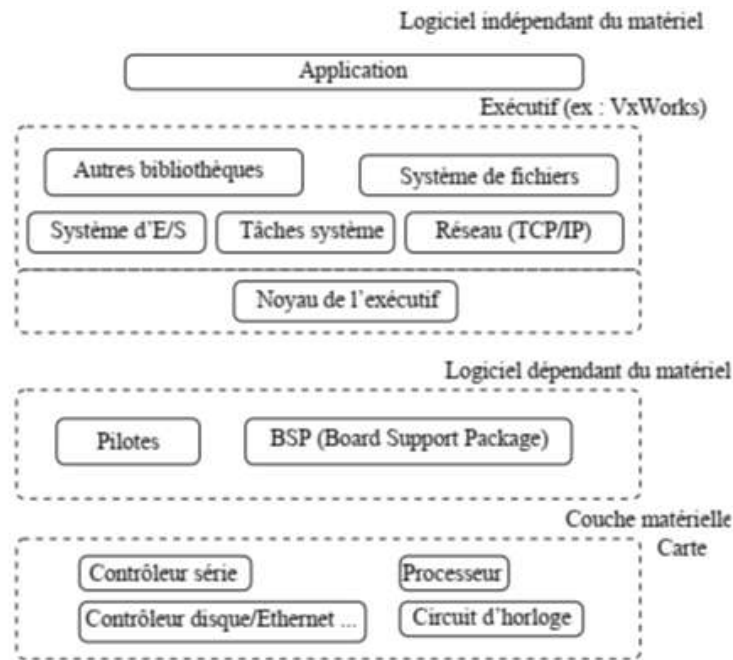 Logiciel indépendant du matériel
Application
Exécutif (ex : VxWorks)
Autres bibliothèques
Système de fichiers
Système d'E/S
Tâches système
Réseau (TCP/IP)
Noyau de l'exécutif
Logiciel dépendant du matériel
Pilotes
BSP (Board Support Package)
Couche matérielle
Carte
Contrôleur série
Processeur
Contrôleur disque/Ethernet ...
Circuit d'horloge